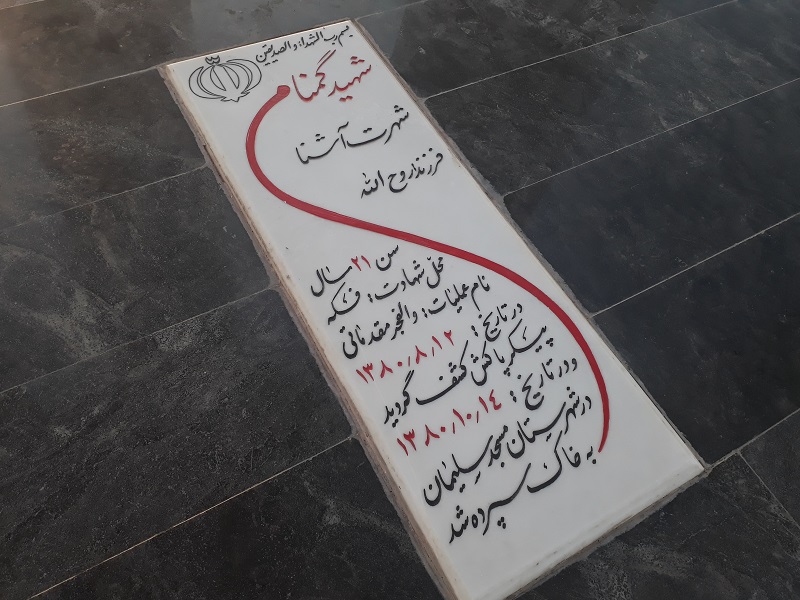 بسم رب الشهداء و الصدیقین
شهید گمنام
شهرت آشنا
فرزند روح الله
سن ۲۱ سال
محل شهادت : فکه
نام عملیات : والفجر مقدماتی
در تاریخ : ۱۳۸۰/۸/۱۲
پیکر پاکش کشف گردید
و در تاریخ : ۱۳۸۰/۱۰/۱٤
در شهرستان مسجد سلیمان
به خاک سپرده شد